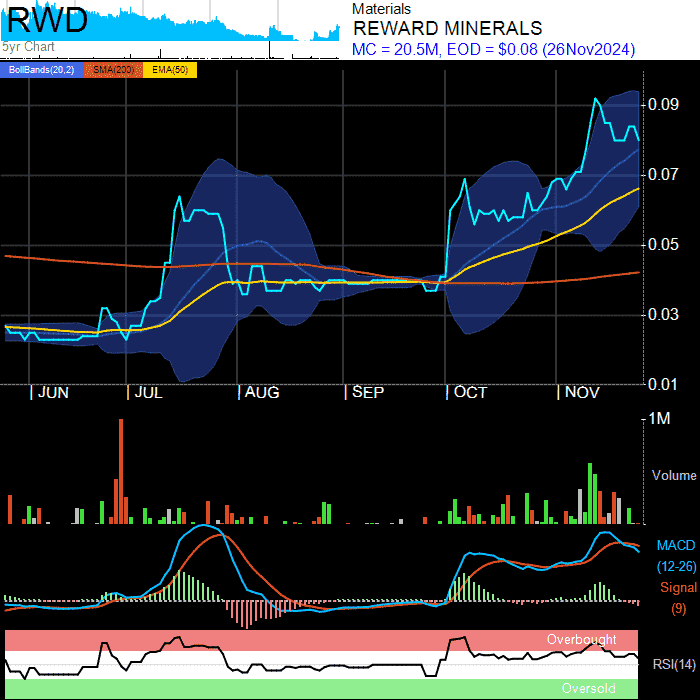 RWD
5yr Chart
Materials
REWARD MINERALS
MC = 20.5M, EOD = $0.08 (26Nov2024)
BollBands(20,2) SMA(200) EMA(50)
0.09
0.07
0.05
0.03
0.01
JUN JUL AUG SEP OCT NOV
1M
Volume
MACD
(12-26)
Signal
(9)
Overbought
RSI(14)
Oversold